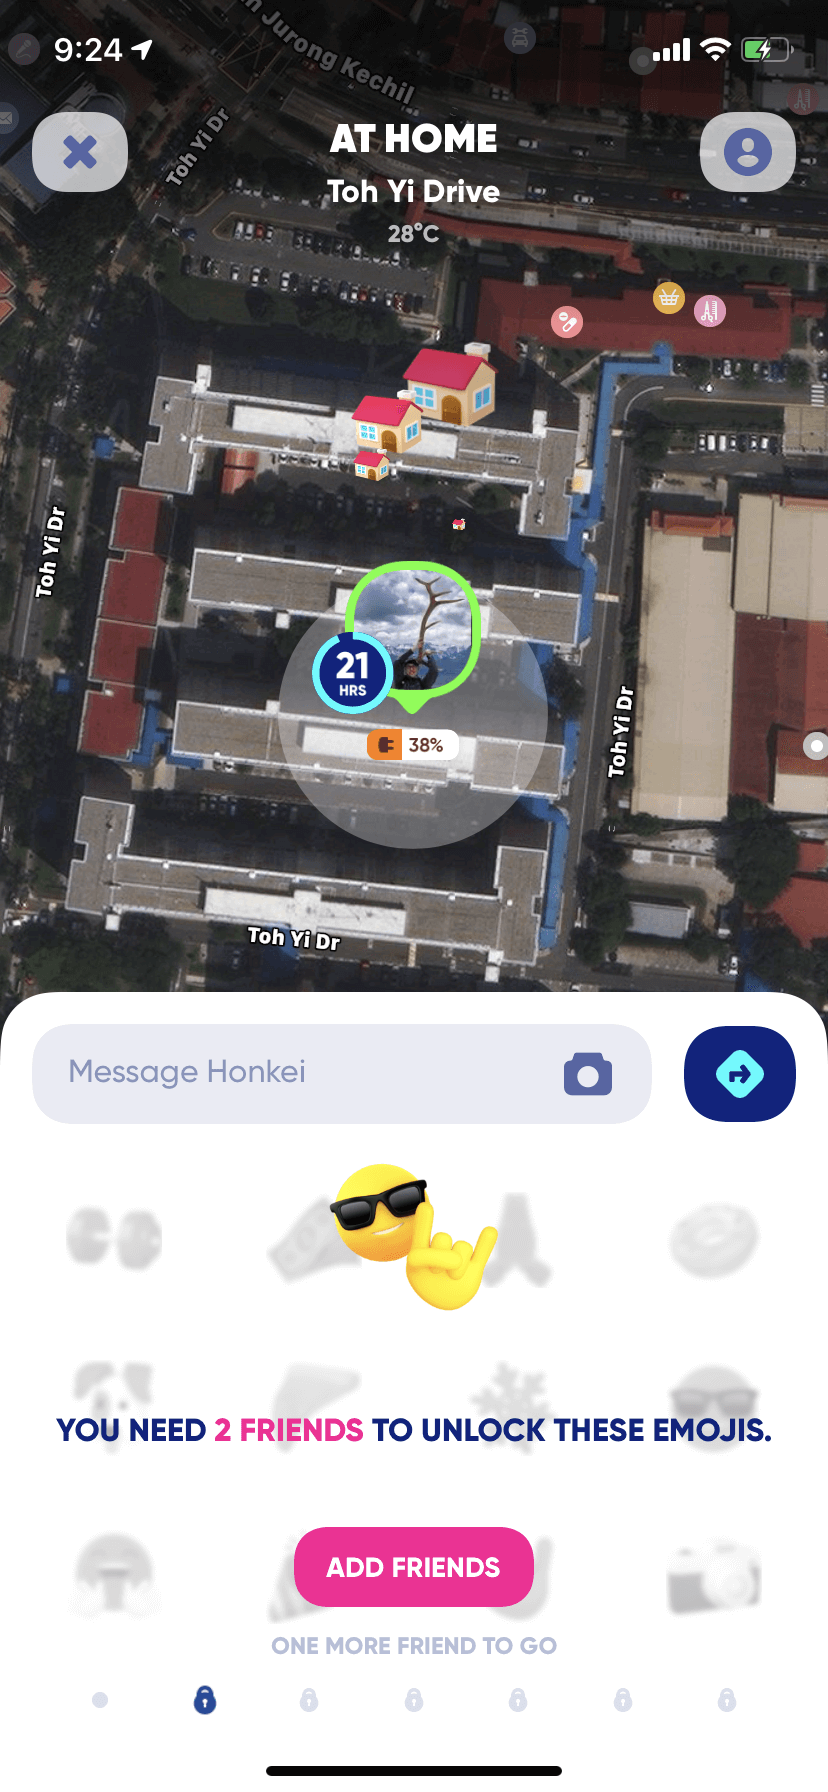 9:24
n Jurong Kechil
Toh Yi Dr
AT HOME
Toh Yi Drive
28°C
Toh Yi Dr
21
HRS
38%
Toh Yi Dr
Toh Yi Dr
Message Honkei
YOU NEED 2 FRIENDS TO UNLOCK THESE EMOJIS.
ADD FRIENDS
ONE MORE FRIEND TO GO